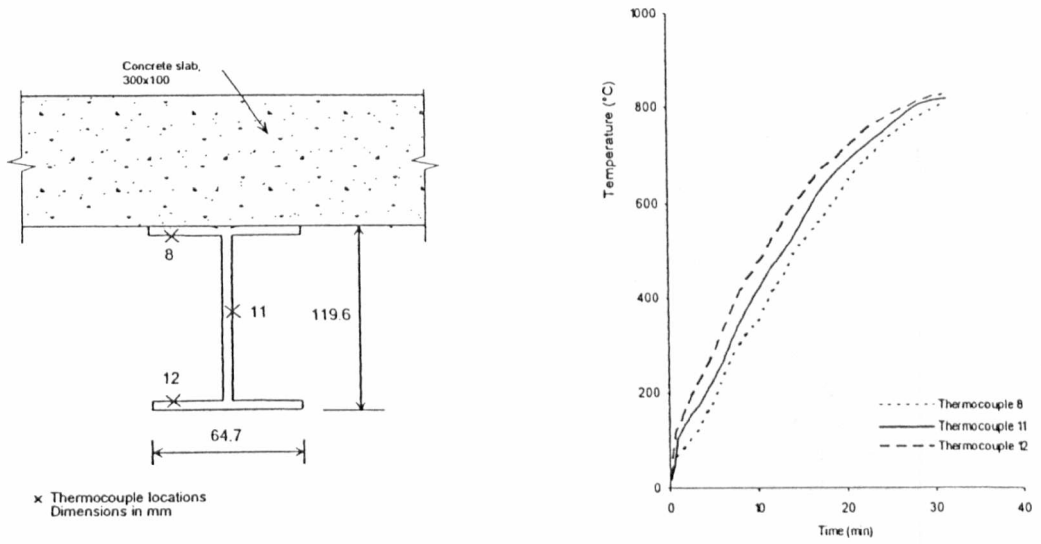 Concrete slab,
300x100
8
11
119.6
12
64.7
× Thermocouple locations
Dimensions in mm
1000
800
600
400
200
0
Temperature (°C)
Thermocouple 8
Thermocouple 11
Thermocouple 12
0 10 20 30 40
Time (min)